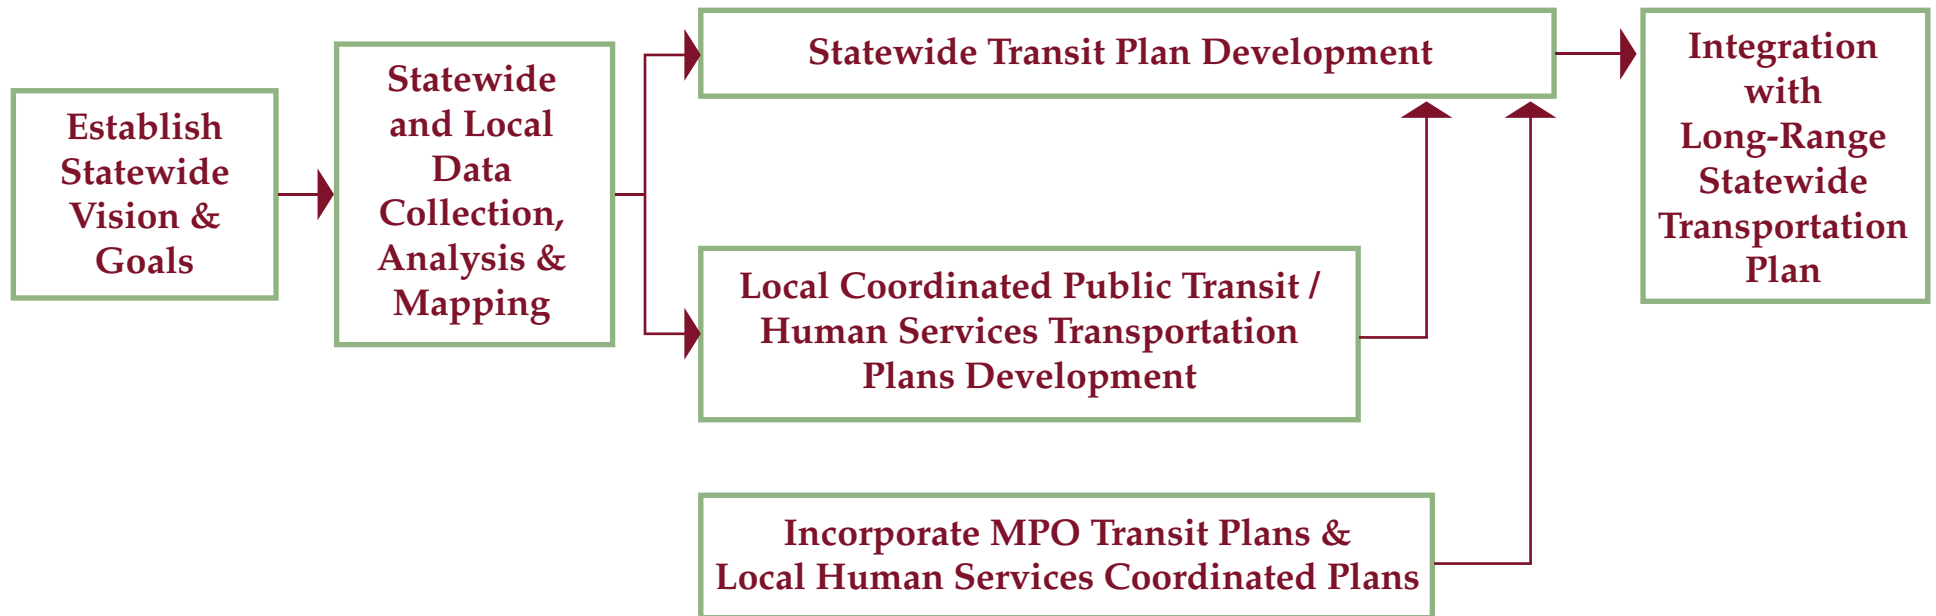 Establish
Statewide
Vision &
Goals
Statewide
and Local
Data
Collection,
Analysis &
Mapping
Statewide Transit Plan Development
Local Coordinated Public Transit /
Human Services Transportation
Plans Development
Incorporate MPO Transit Plans &
Local Human Services Coordinated Plans
Integration
with
Long-Range
Statewide
Transportation
Plan